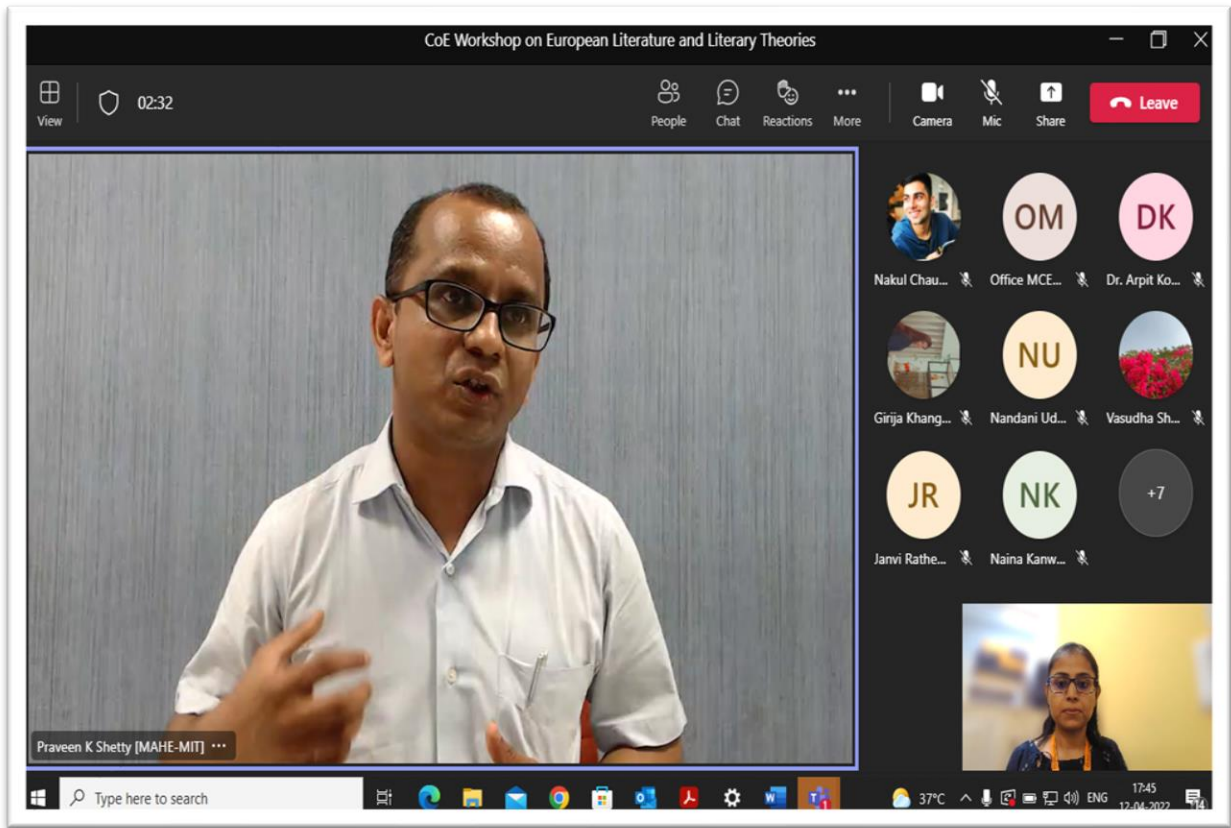 CoE Workshop on European Literature and Literary Theories
View
02:32
People
Chat
Reactions
More
Camera
Mic
Share
Leave
Nakul Chau...
OM
Office MCE...
DK
Dr. Arpit Ko...
Girija Khang...
NU
Nandani Ud...
Vasudha Sh...
JR
Janvi Rathe...
NK
Naina Kanw...
+7
Praveen K Shetty [MAHE-MIT] •••
Type here to search
37°C
ENG
17:45
12-04-2022